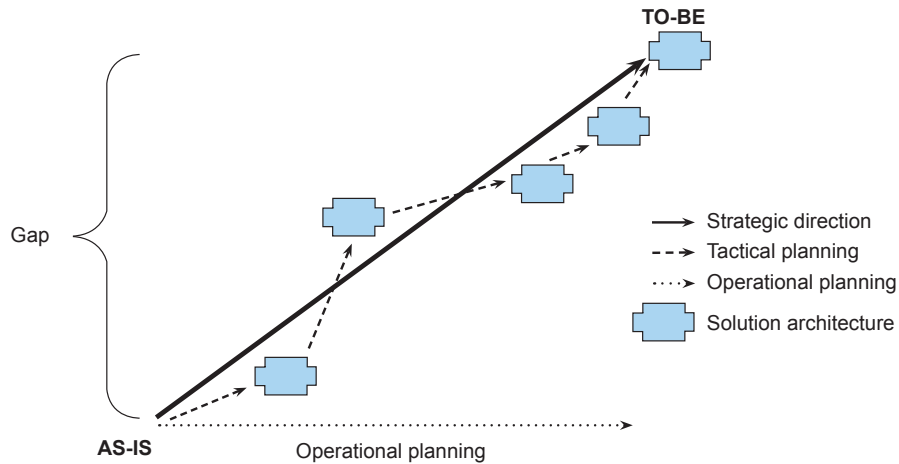 TO-BE
Gap
Strategic direction
Tactical planning
Operational planning
Solution architecture
AS-IS
Operational planning